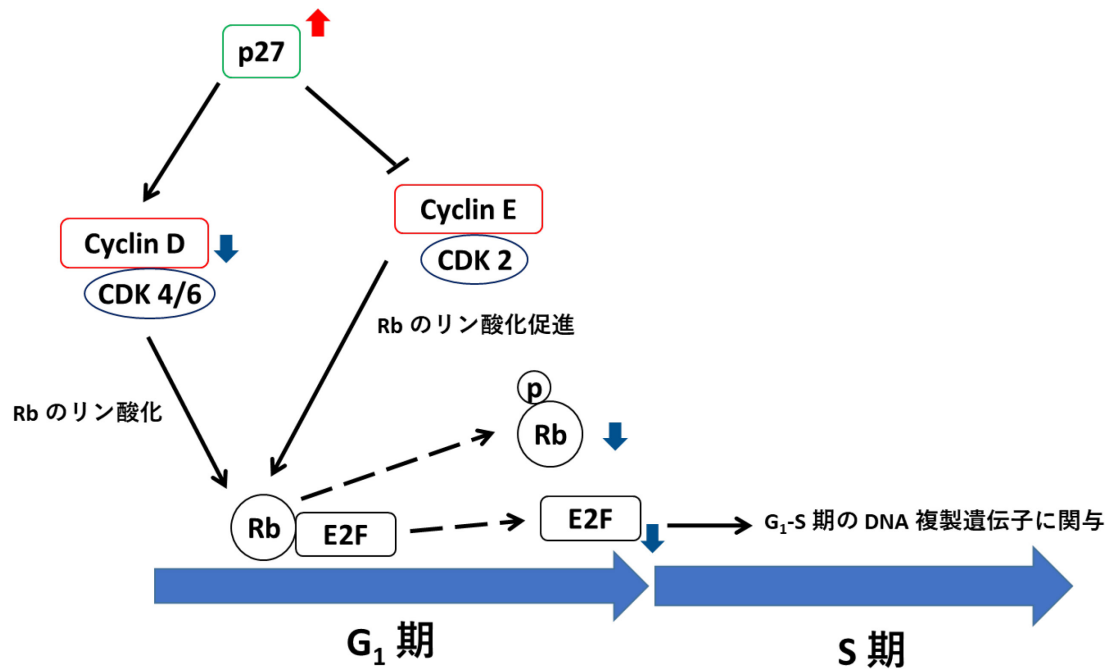 p27
Cyclin E
Cyclin D
CDK 2
CDK 4/6
Rb のリン酸化促進
p
Rb のリン酸化
Rb
Rb
E2F
E2F
G₁-S 期の DNA 複製遺伝子に関与
G₁ 期
S 期